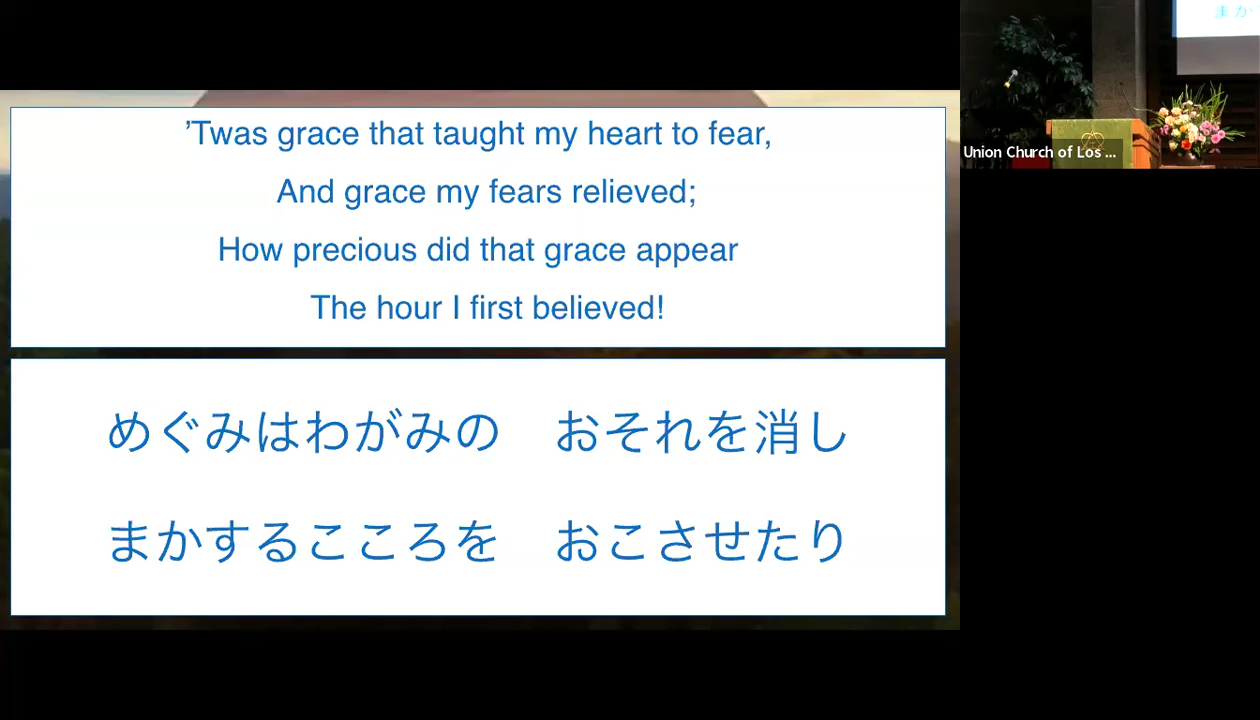 ’Twas grace that taught my heart to fear,
And grace my fears relieved;
How precious did that grace appear
The hour I first believed!
めぐみはわがみの　おそれを消し
まかするこころを　おこさせたり
まか
Union Church of Los ...